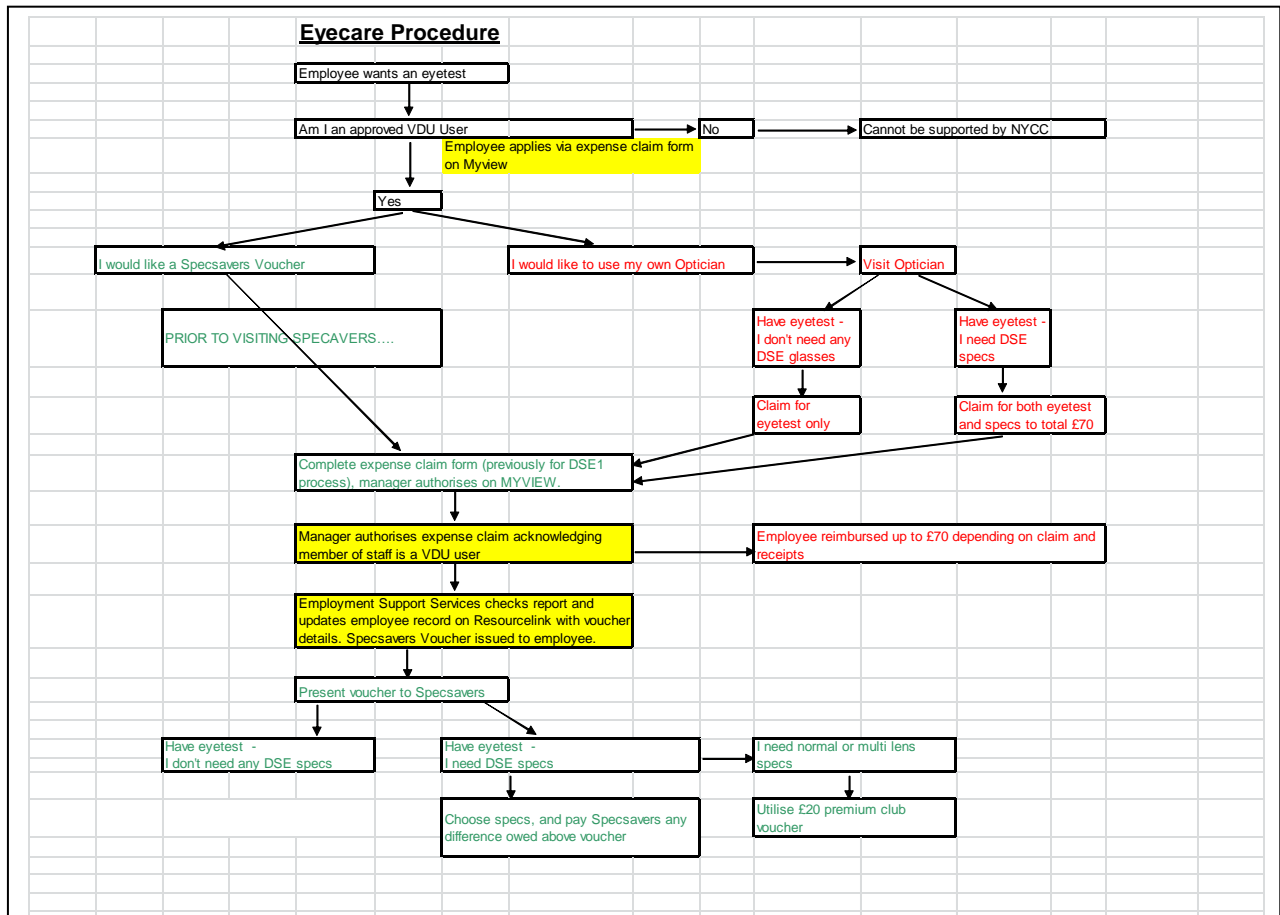 Eyecare Procedure
Employee wants an eyetest
Am I an approved VDU User
No
Cannot be supported by NYCC
Employee applies via expense claim form
on Myview
Yes
I would like a Specsavers Voucher
I would like to use my own Optician
Visit Optician
PRIOR TO VISITING SPECAVERS....
Have eyetest -
I don't need any
DSE glasses
Have eyetest -
I need DSE
specs
Claim for
eyetest only
Claim for both eyetest
and specs to total £70
Complete expense claim form (previously for DSE1
process), manager authorises on MYVIEW.
Manager authorises expense claim acknowledging
member of staff is a VDU user
Employee reimbursed up to £70 depending on claim and
receipts
Employment Support Services checks report and
updates employee record on Resourcelink with voucher
details. Specsavers Voucher issued to employee.
Present voucher to Specsavers
Have eyetest -
I don't need any DSE specs
Have eyetest -
I need DSE specs
I need normal or multi lens
specs
Choose specs, and pay Specsavers any
difference owed above voucher
Utilise £20 premium club
voucher